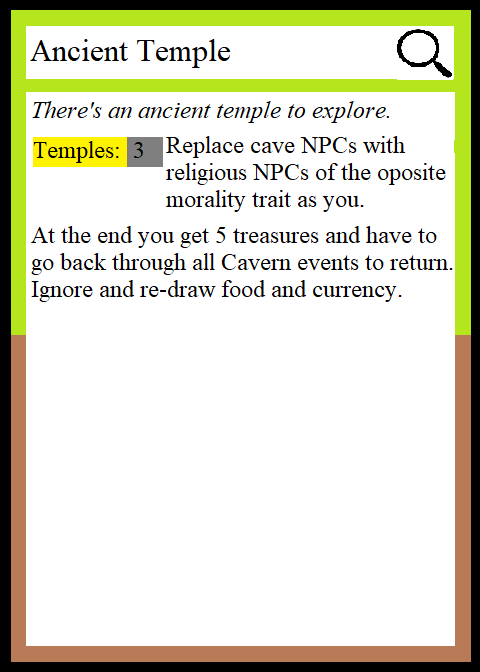 Ancient Temple
There's an ancient temple to explore.
Temples: 3 Replace cave NPCs with
religious NPCs of the oposite
morality trait as you.
At the end you get 5 treasures and have to
go back through all Cavern events to return.
Ignore and re-draw food and currency.